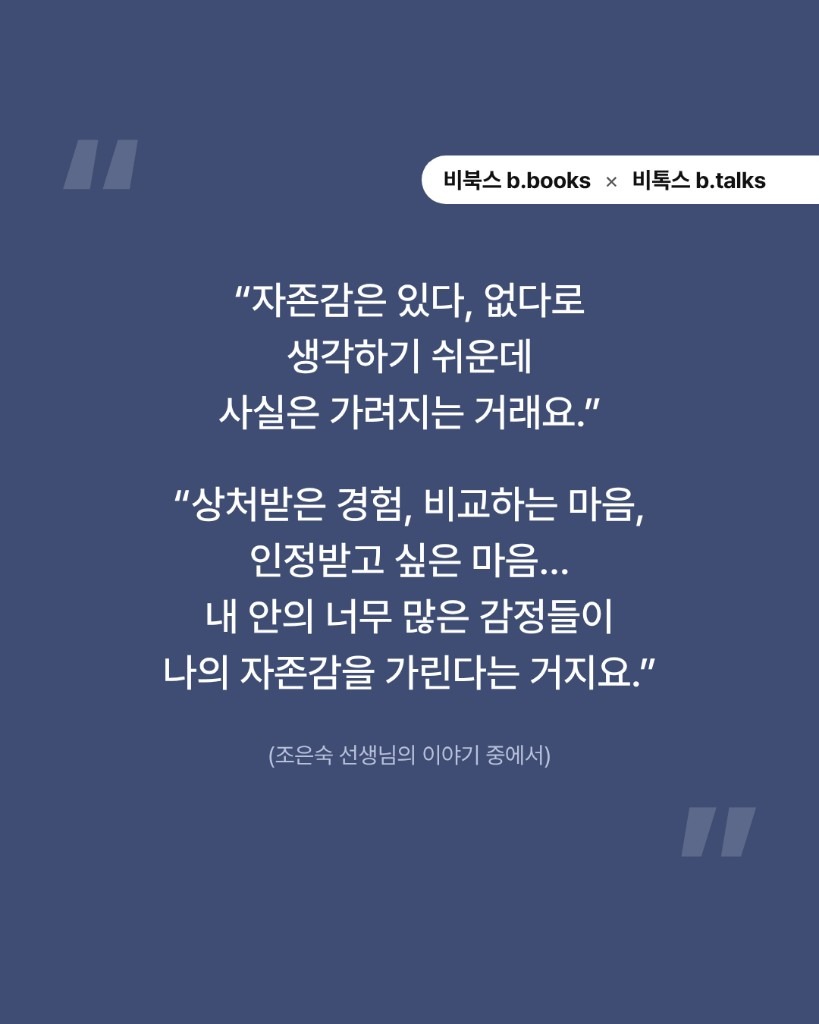 비북스 b.books × 비톡스 b.talks
“자존감은 있다, 없다로
생각하기 쉬운데
사실은 가려지는 거래요.”
“상처받은 경험, 비교하는 마음,
인정받고 싶은 마음...
내 안의 너무 많은 감정들이
나의 자존감을 가린다는 거지요.”
(조은숙 선생님의 이야기 중에서)